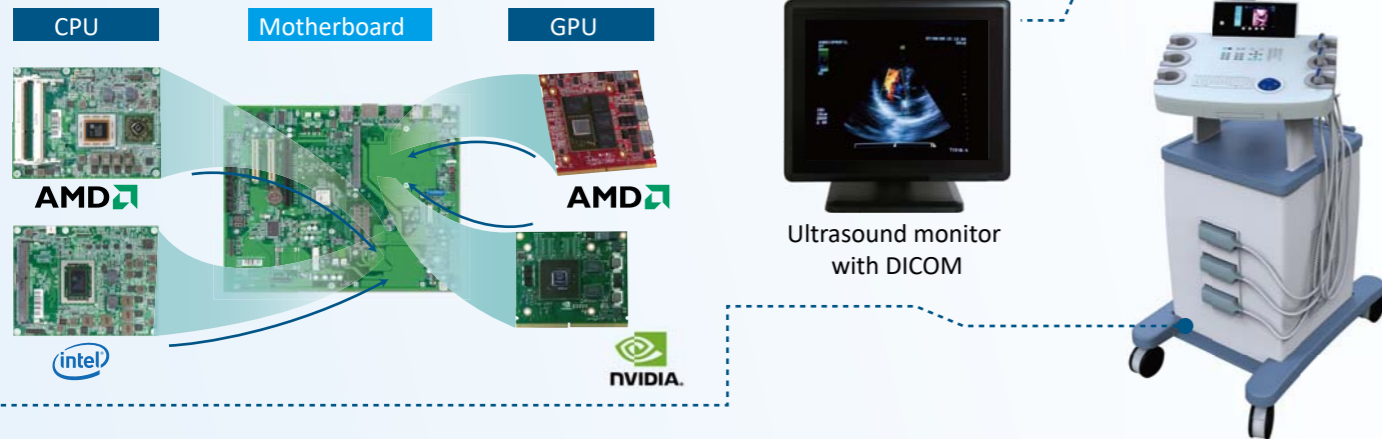 CPU
Motherboard
GPU
AMD
AMD
intel
NVIDIA.
Ultrasound monitor
with DICOM